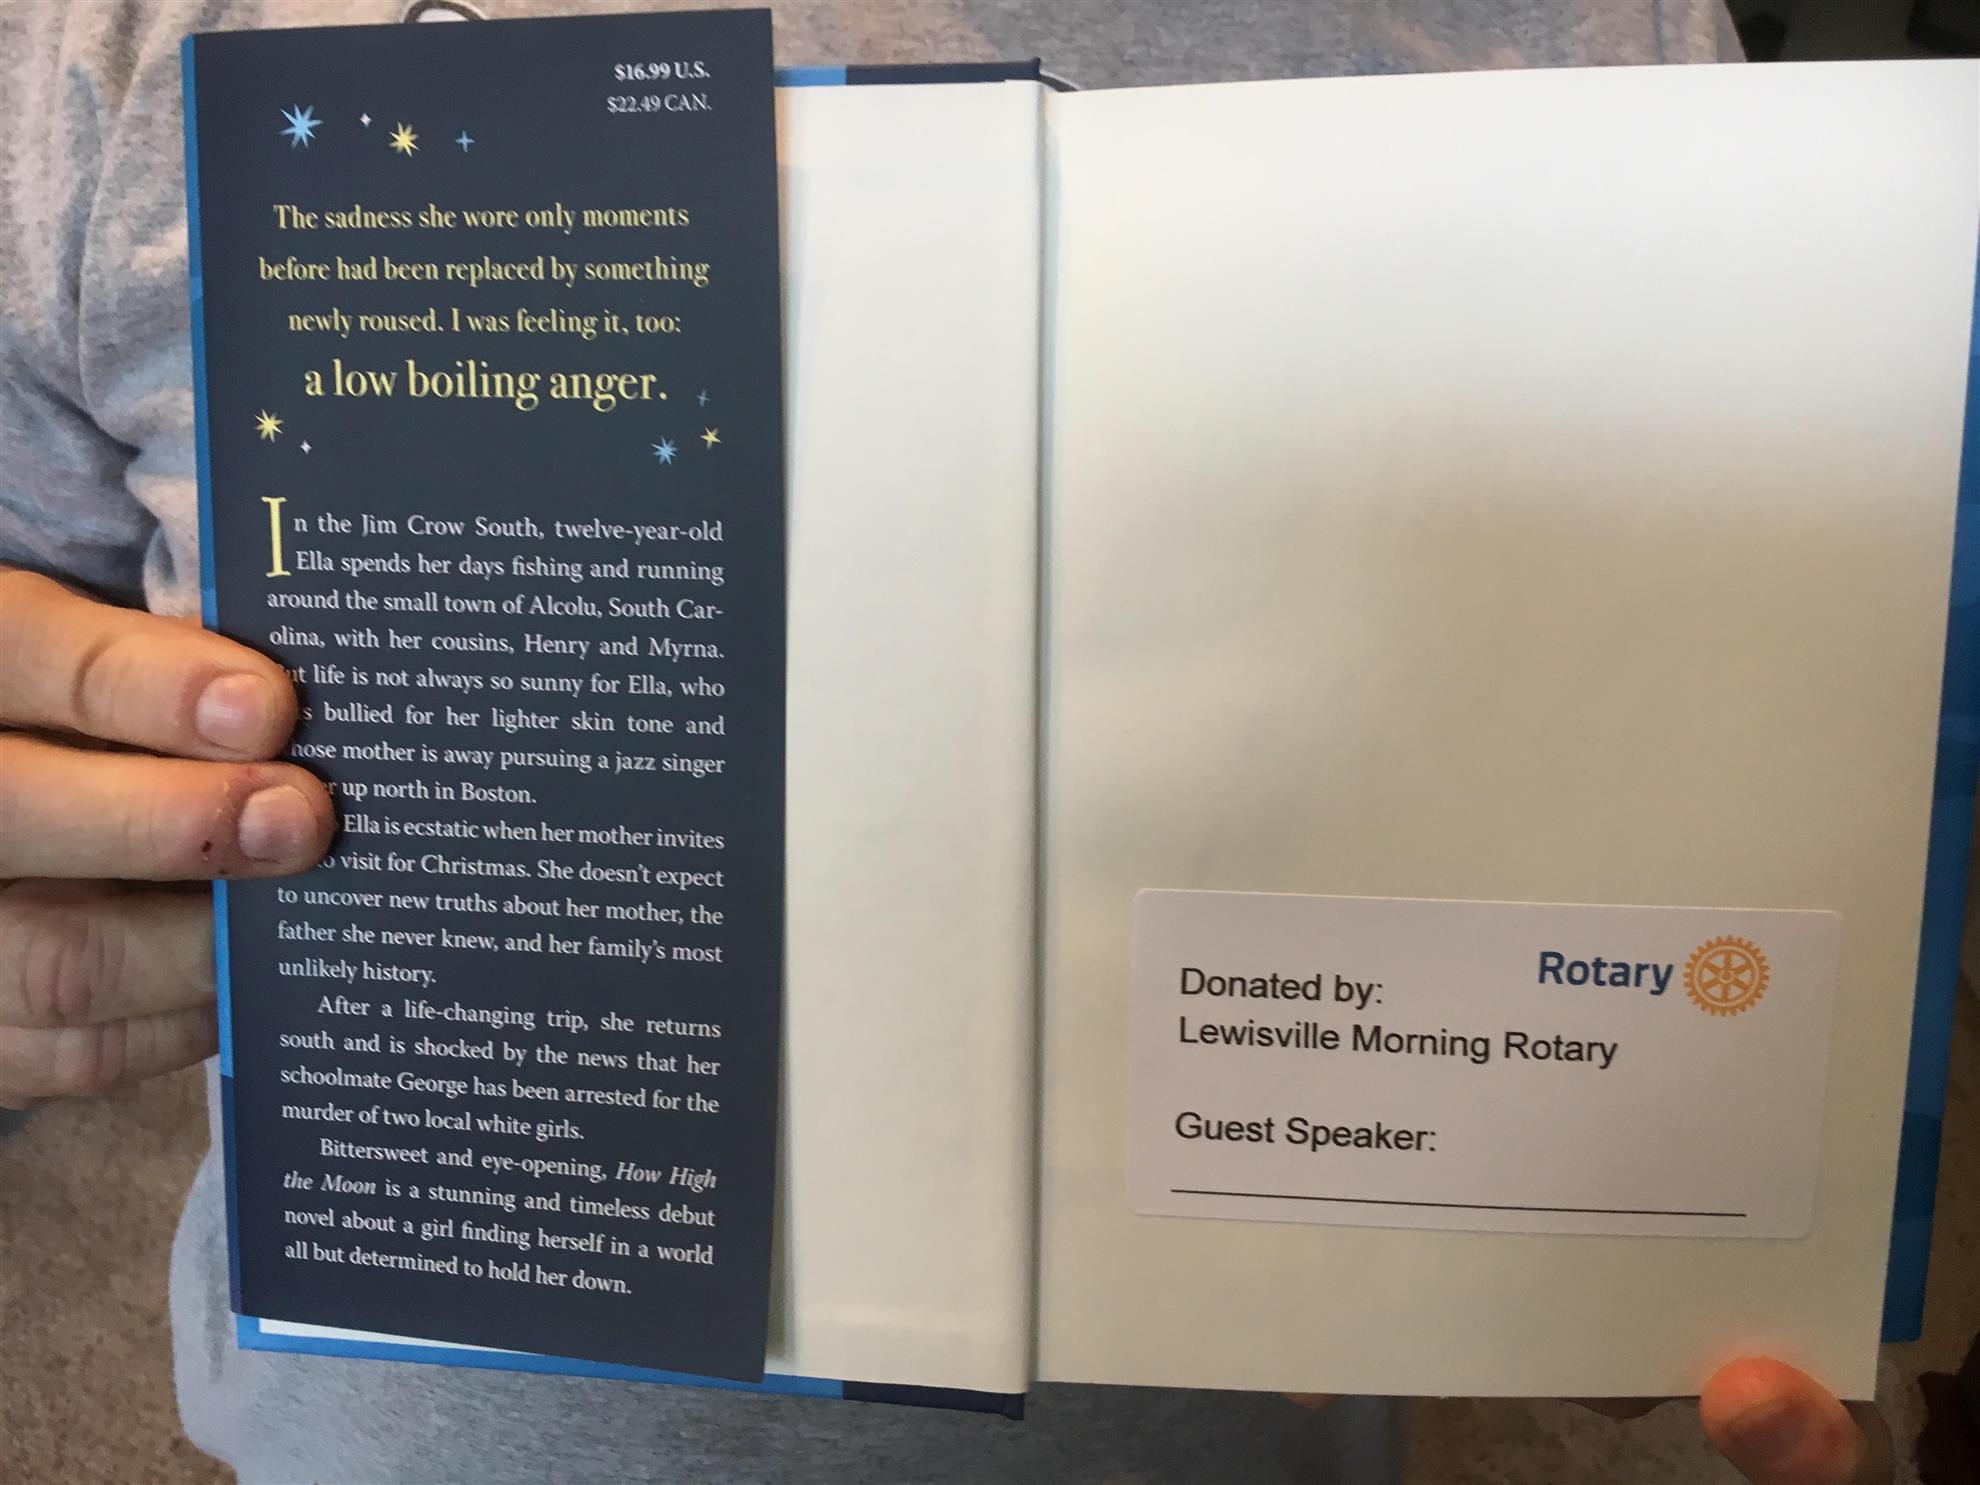 $16.99 U.S.
$22.49 CAN.
The sadness she wore only moments
before had been replaced by something
newly roused. I was feeling it, too:
a low boiling anger.
In the Jim Crow South, twelve-year-old
Ella spends her days fishing and running
around the small town of Alcolu, South Car-
olina, with her cousins, Henry and Myrna.
life is not always so sunny for Ella, who
bullied for her lighter skin tone and
mother is away pursuing a jazz singer
up north in Boston.
Ella is ecstatic when her mother invites
visit for Christmas. She doesn't expect
to uncover new truths about her mother, the
father she never knew, and her family's most
unlikely history.
After a life-changing trip, she returns
south and is shocked by the news that her
schoolmate George has been arrested for the
murder of two local white girls.
Bittersweet and eye-opening, How High
the Moon is a stunning and timeless debut
novel about a girl finding herself in a world
all but determined to hold her down.
Rotary
Donated by:
Lewisville Morning Rotary
Guest Speaker: